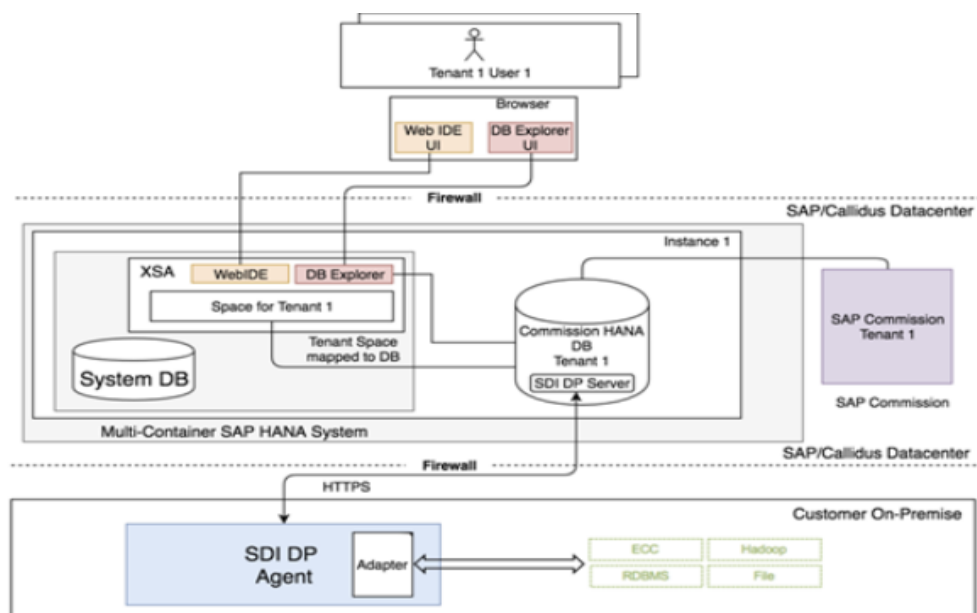 Tenant 1 User 1
Browser
Web IDE
UI
DB Explorer
UI
Firewall
SAP/Callidus Datacenter
Instance 1
XSA
WebIDE
DB Explorer
Space for Tenant 1
Tenant Space
mapped to DB
System DB
Commission HANA
DB
Tenant 1
SDI DP Server
SAP Commission
Tenant 1
SAP Commission
Multi-Container SAP HANA System
SAP/Callidus Datacenter
Firewall
HTTPS
Customer On-Premise
SDI DP
Agent
Adapter
ECC
Hadoop
RDBMS
File